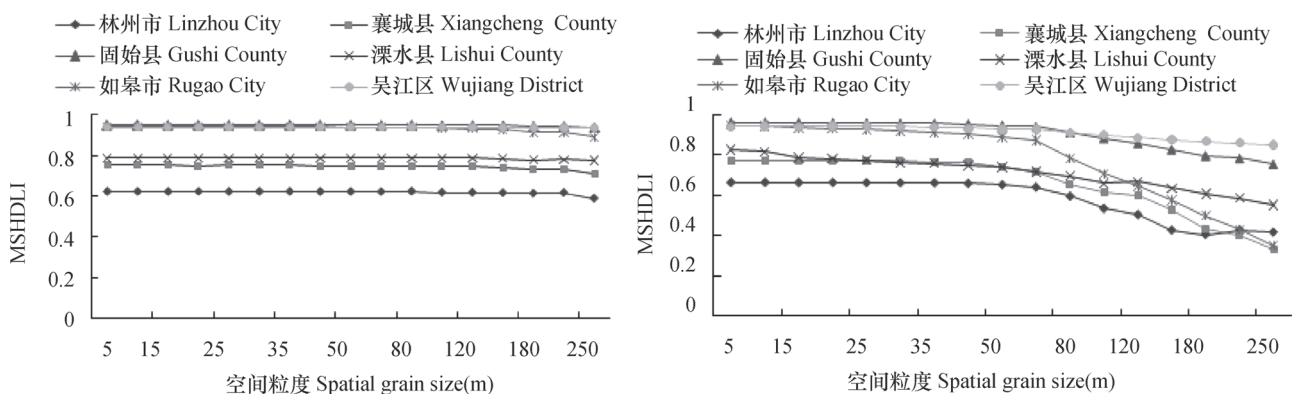 林州市 Linzhou City 襄城县 Xiangcheng County
固始县 Gushi County 溧水县 Lishui County
如皋市 Rugao City 吴江区 Wujiang District
MSHDLI
1
0.8
0.6
0.4
0.2
0
5 15 25 35 50 80 120 180 250
空间粒度 Spatial grain size(m)
林州市 Linzhou City 襄城县 Xiangcheng County
固始县 Gushi County 溧水县 Lishui County
如皋市 Rugao City 吴江区 Wujiang District
MSHDLI
1
0.8
0.6
0.4
0.2
0
5 15 25 35 50 80 120 180 250
空间粒度 Spatial grain size(m)